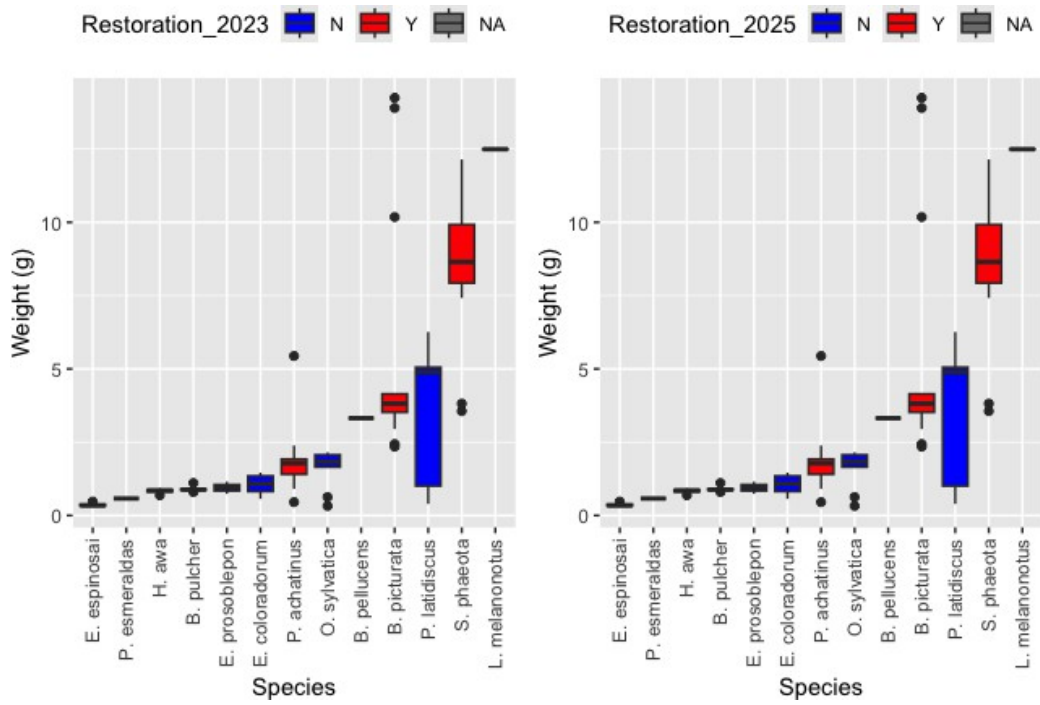 Restoration_2023 N Y NA
Weight (g)
10
5
0
E. espinosai
P. esmeraldas
H. awa
B. pulcher
E. prosoblepon
E. coloradorum
P. achatinus
O. sylvatica
B. pellucens
B. picturata
P. latidiscus
S. phaeota
L. melanonotus
Species
Restoration_2025 N Y NA
Weight (g)
10
5
0
E. espinosai
P. esmeraldas
H. awa
B. pulcher
E. prosoblepon
E. coloradorum
P. achatinus
O. sylvatica
B. pellucens
B. picturata
P. latidiscus
S. phaeota
L. melanonotus
Species